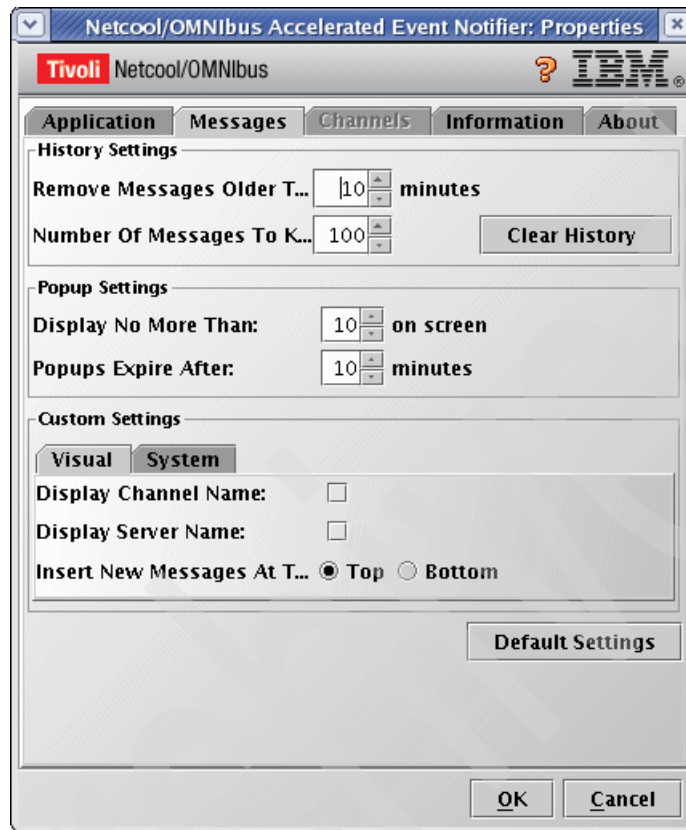 Netcool/OMNIbus Accelerated Event Notifier: Properties
Tivoli Netcool/OMNIbus ? IBM®
Application Messages Channels Information About
History Settings
Remove Messages Older T... 10 minutes
Number Of Messages To K... 100 Clear History
Popup Settings
Display No More Than: 10 on screen
Popups Expire After: 10 minutes
Custom Settings
Visual System
Display Channel Name:
Display Server Name:
Insert New Messages At T... Top Bottom
Default Settings
OK Cancel